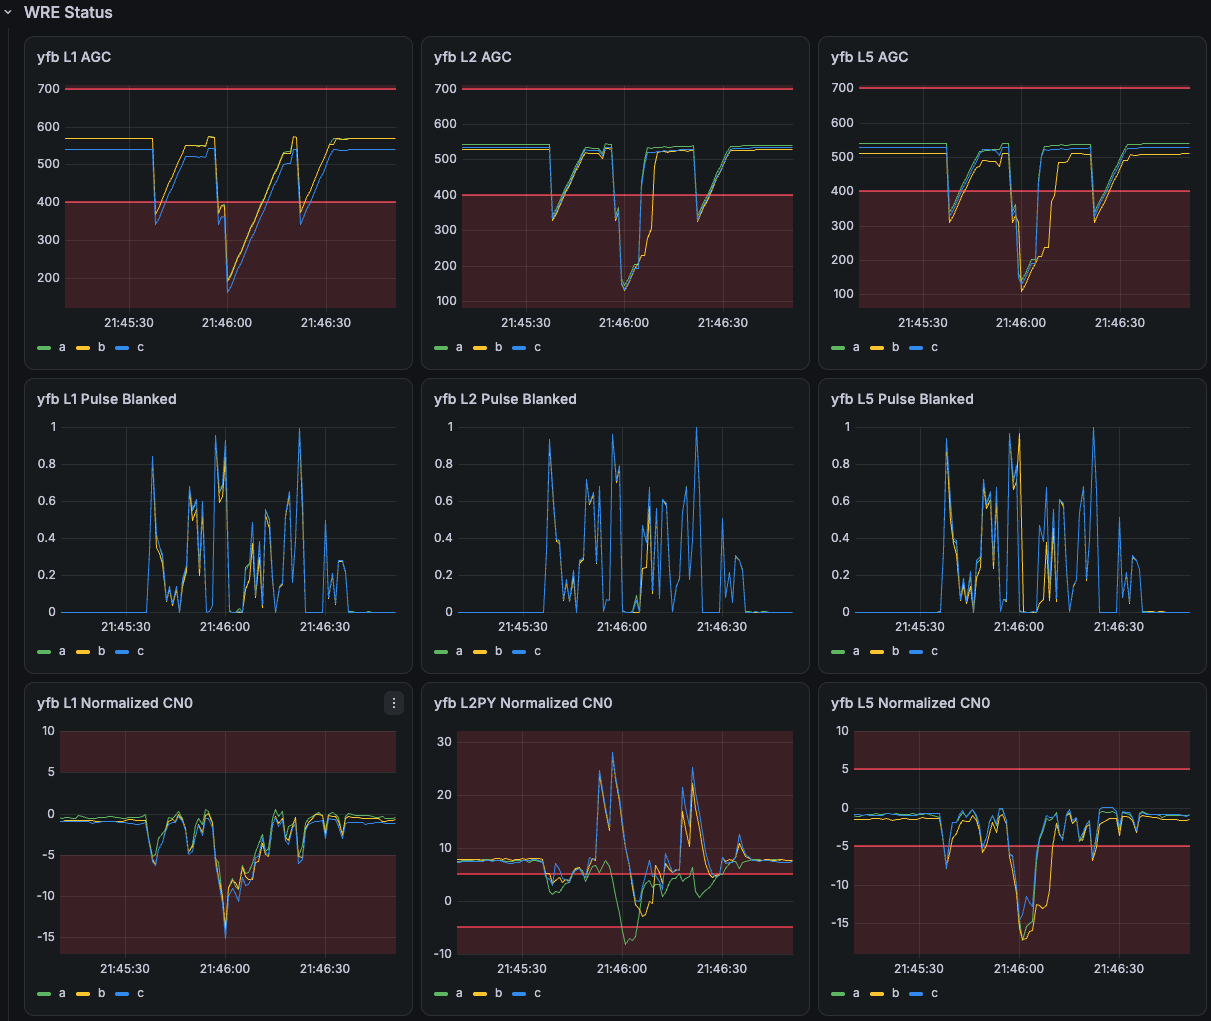 WRE Status
yfb L1 AGC
700
600
500
400
300
200
21:45:30 21:46:00 21:46:30
a b c
yfb L2 AGC
700
600
500
400
300
200
100
21:45:30 21:46:00 21:46:30
a b c
yfb L5 AGC
700
600
500
400
300
200
100
21:45:30 21:46:00 21:46:30
a b c
yfb L1 Pulse Blanked
1
0.8
0.6
0.4
0.2
0
21:45:30 21:46:00 21:46:30
a b c
yfb L2 Pulse Blanked
1
0.8
0.6
0.4
0.2
0
21:45:30 21:46:00 21:46:30
a b c
yfb L5 Pulse Blanked
1
0.8
0.6
0.4
0.2
0
21:45:30 21:46:00 21:46:30
a b c
yfb L1 Normalized CN0
10
5
0
-5
-10
-15
21:45:30 21:46:00 21:46:30
a b c
yfb L2PY Normalized CN0
30
20
10
0
-10
21:45:30 21:46:00 21:46:30
a b c
yfb L5 Normalized CN0
10
5
0
-5
-10
-15
21:45:30 21:46:00 21:46:30
a b c